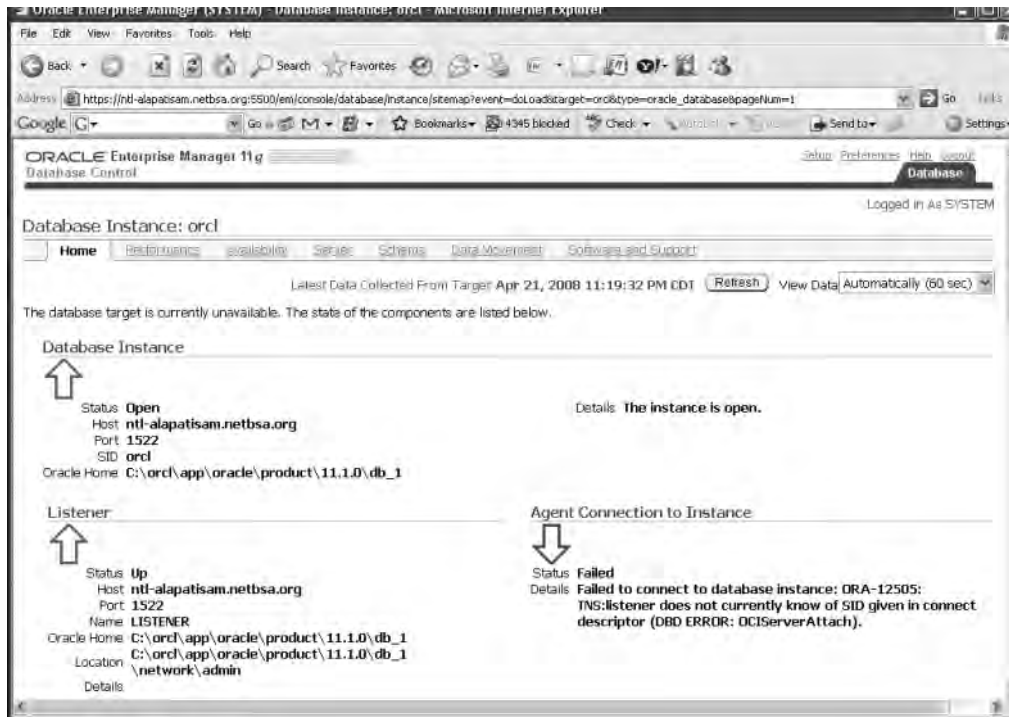 Oracle Enterprise Manager (SYSTEM) - Database Instance: orcl - Microsoft Internet Explorer
File Edit View Favorites Tools Help
Back Search Favorites
Address https://ntl-alapatisam.netbsa.org:5500/em/console/database/instance/sitemap?event=doLoad&target=orcl&type=oracle_database&pageNum=1 Go Links
Google G Go M Bookmarks 4345 blocked Check Send to Settings
ORACLE Enterprise Manager 11g
Setup Preferences Help Logout
Database Control
Database
Logged in As SYSTEM
Database Instance: orcl
Home Performance Availability Server Schema Data Movement Software and Support
Latest Data Collected From Target Apr 21, 2008 11:19:32 PM CDT Refresh View Data Automatically (60 sec)
The database target is currently unavailable. The state of the components are listed below.
Database Instance
Status Open
Host ntl-alapatisam.netbsa.org
Port 1522
SID orcl
Oracle Home C:\orcl\app\oracle\product\11.1.0\db_1
Details The instance is open.
Listener
Status Up
Host ntl-alapatisam.netbsa.org
Port 1522
Name LISTENER
Oracle Home C:\orcl\app\oracle\product\11.1.0\db_1
Location C:\orcl\app\oracle\product\11.1.0\db_1
\network\admin
Details
Agent Connection to Instance
Status Failed
Details Failed to connect to database instance: ORA-12505:
TNS:listener does not currently know of SID given in connect
descriptor (DBD ERROR: OCIServerAttach).